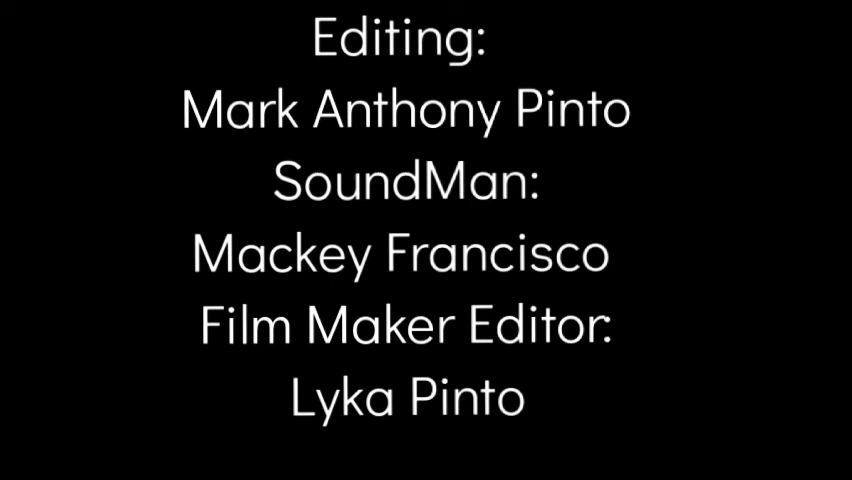 Editing:
Mark Anthony Pinto
SoundMan:
Mackey Francisco
Film Maker Editor:
Lyka Pinto